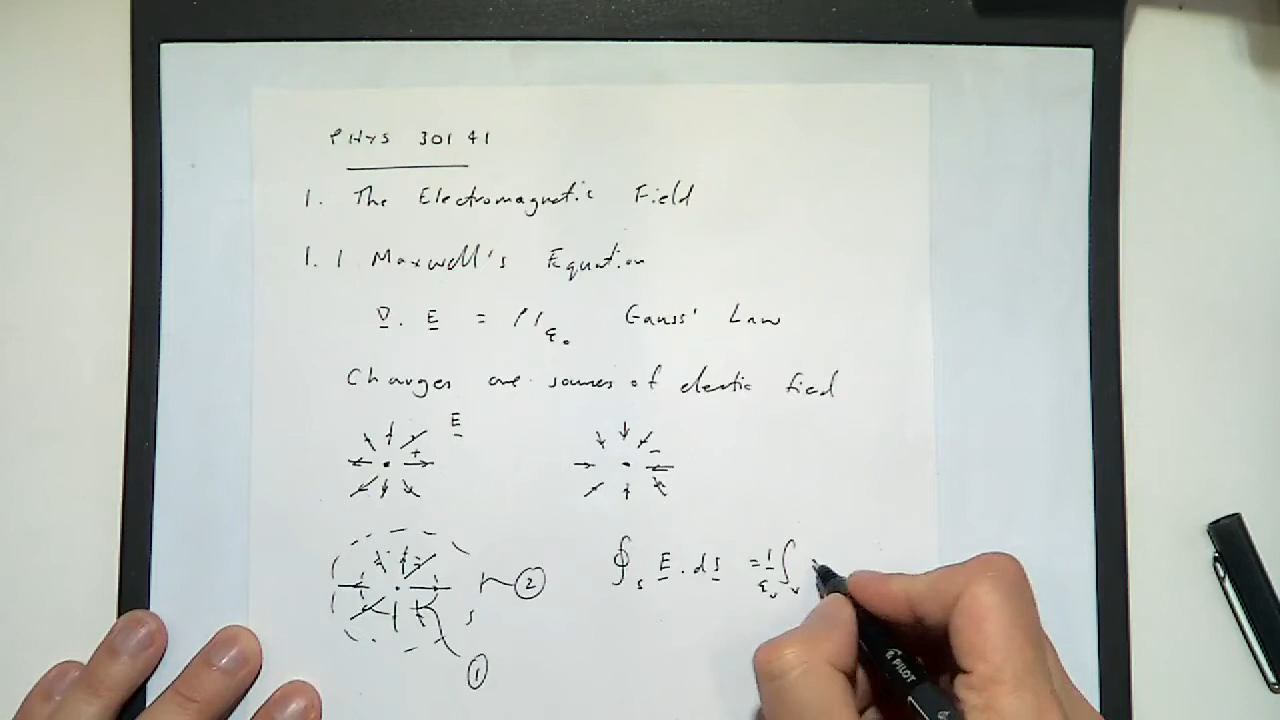 PHYS 30141
1. The Electromagnetic Field
1.1 Maxwell's Equation
∇ . E = ρ/ε₀ Gauss' Law
Charges are sources of electric field
E
+ −
∮ₛ E . dS = 1/ε₀ ∫ᵥ
②
S
①
PILOT